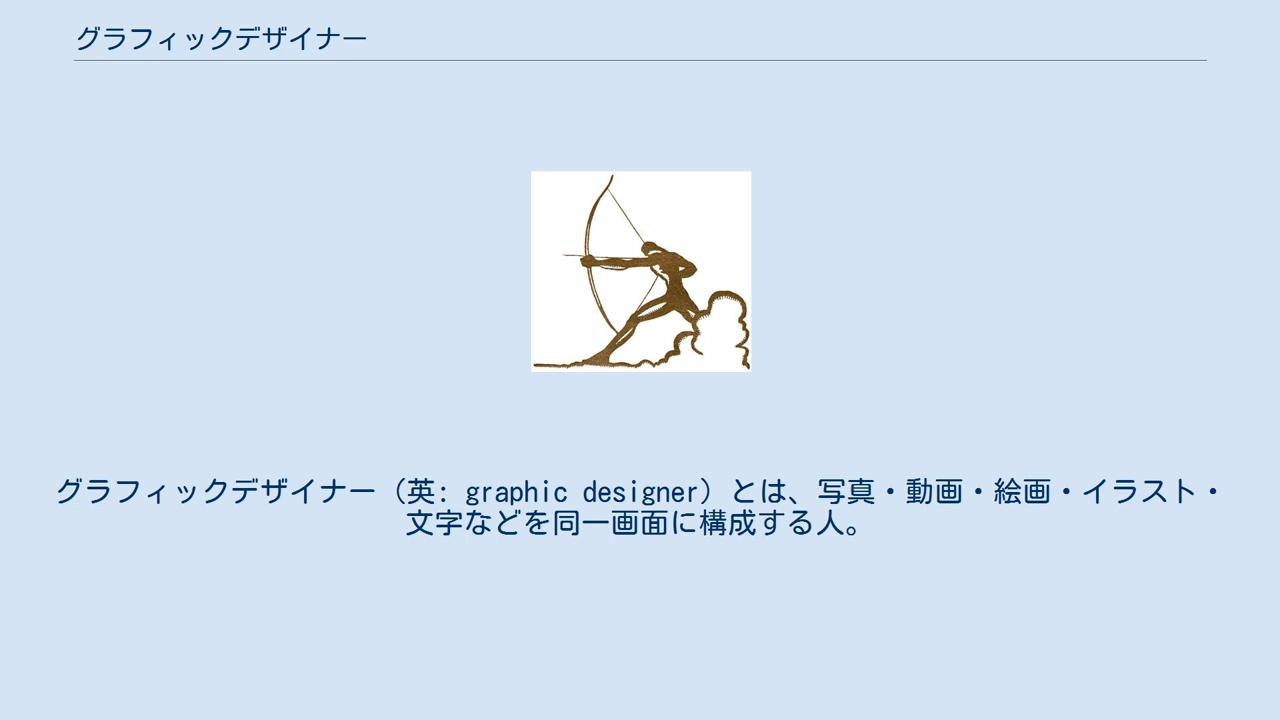 グラフィックデザイナー
グラフィックデザイナー（英: graphic designer）とは、写真・動画・絵画・イラスト・
文字などを同一画面に構成する人。